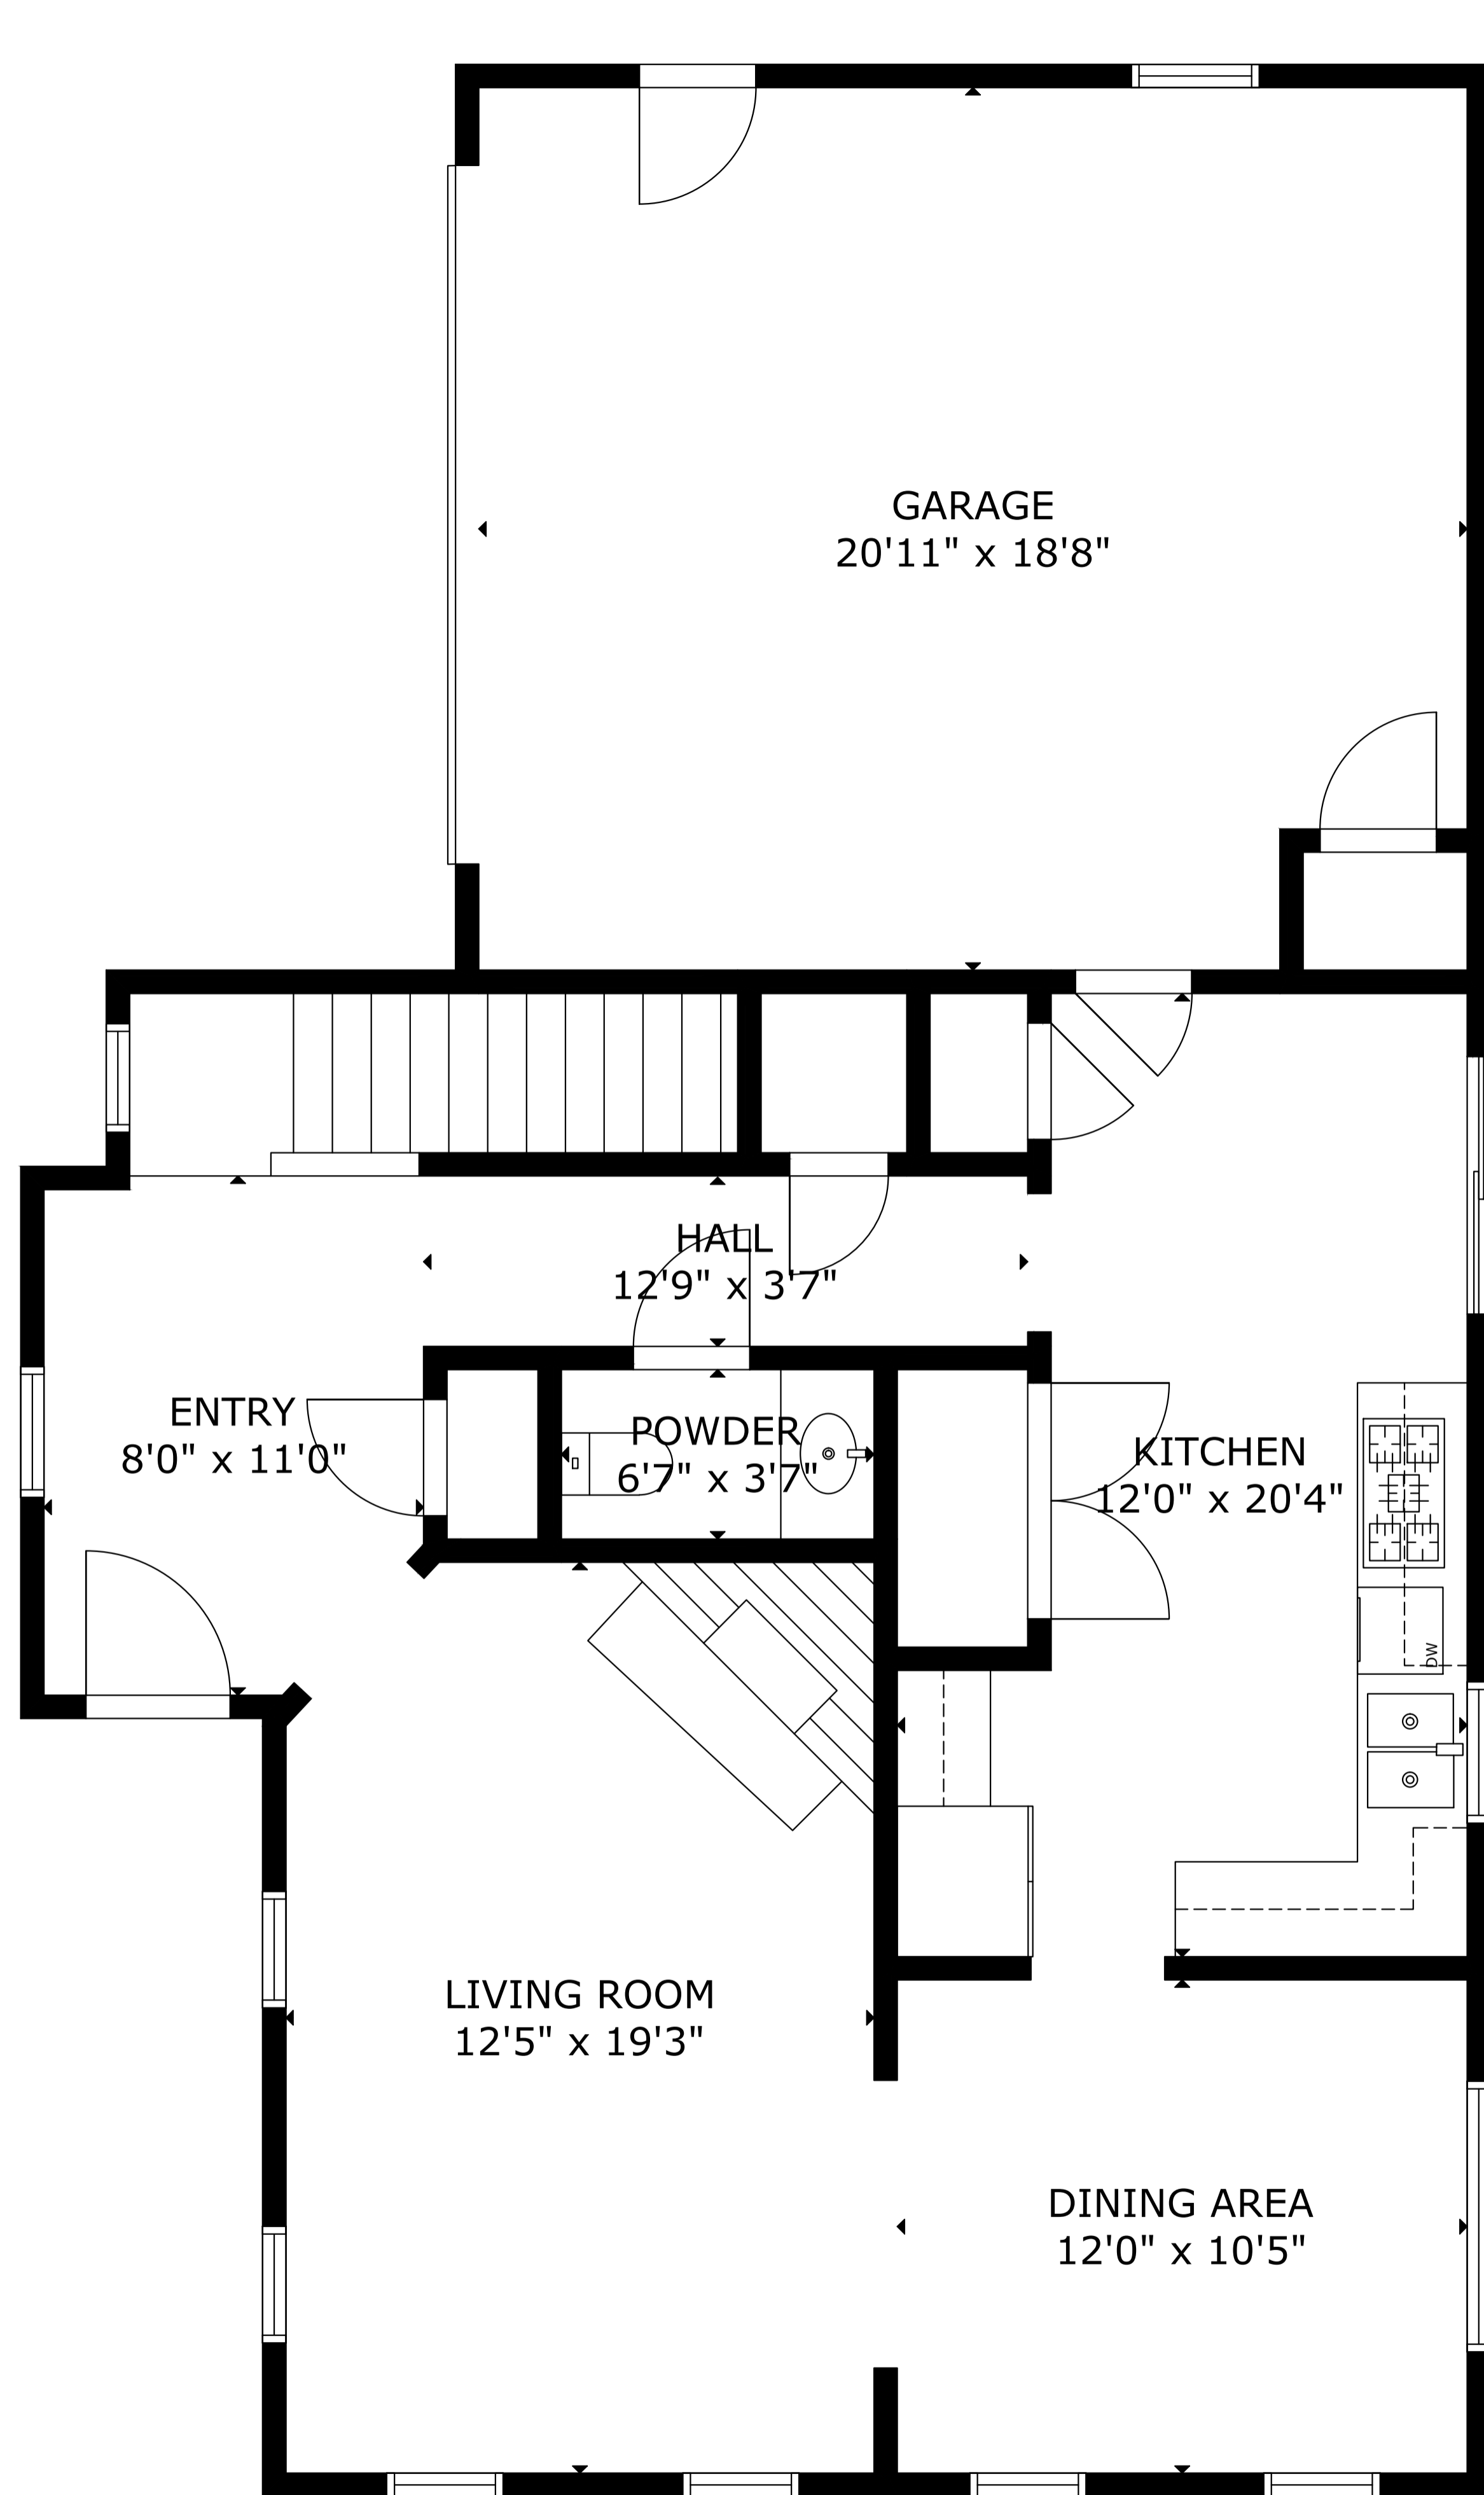 GARAGE
20'11" x 18'8"
HALL
12'9" x 3'7"
ENTRY
8'0" x 11'0"
POWDER
6'7" x 3'7"
KITCHEN
12'0" x 20'4"
DW
LIVING ROOM
12'5" x 19'3"
DINING AREA
12'0" x 10'5"